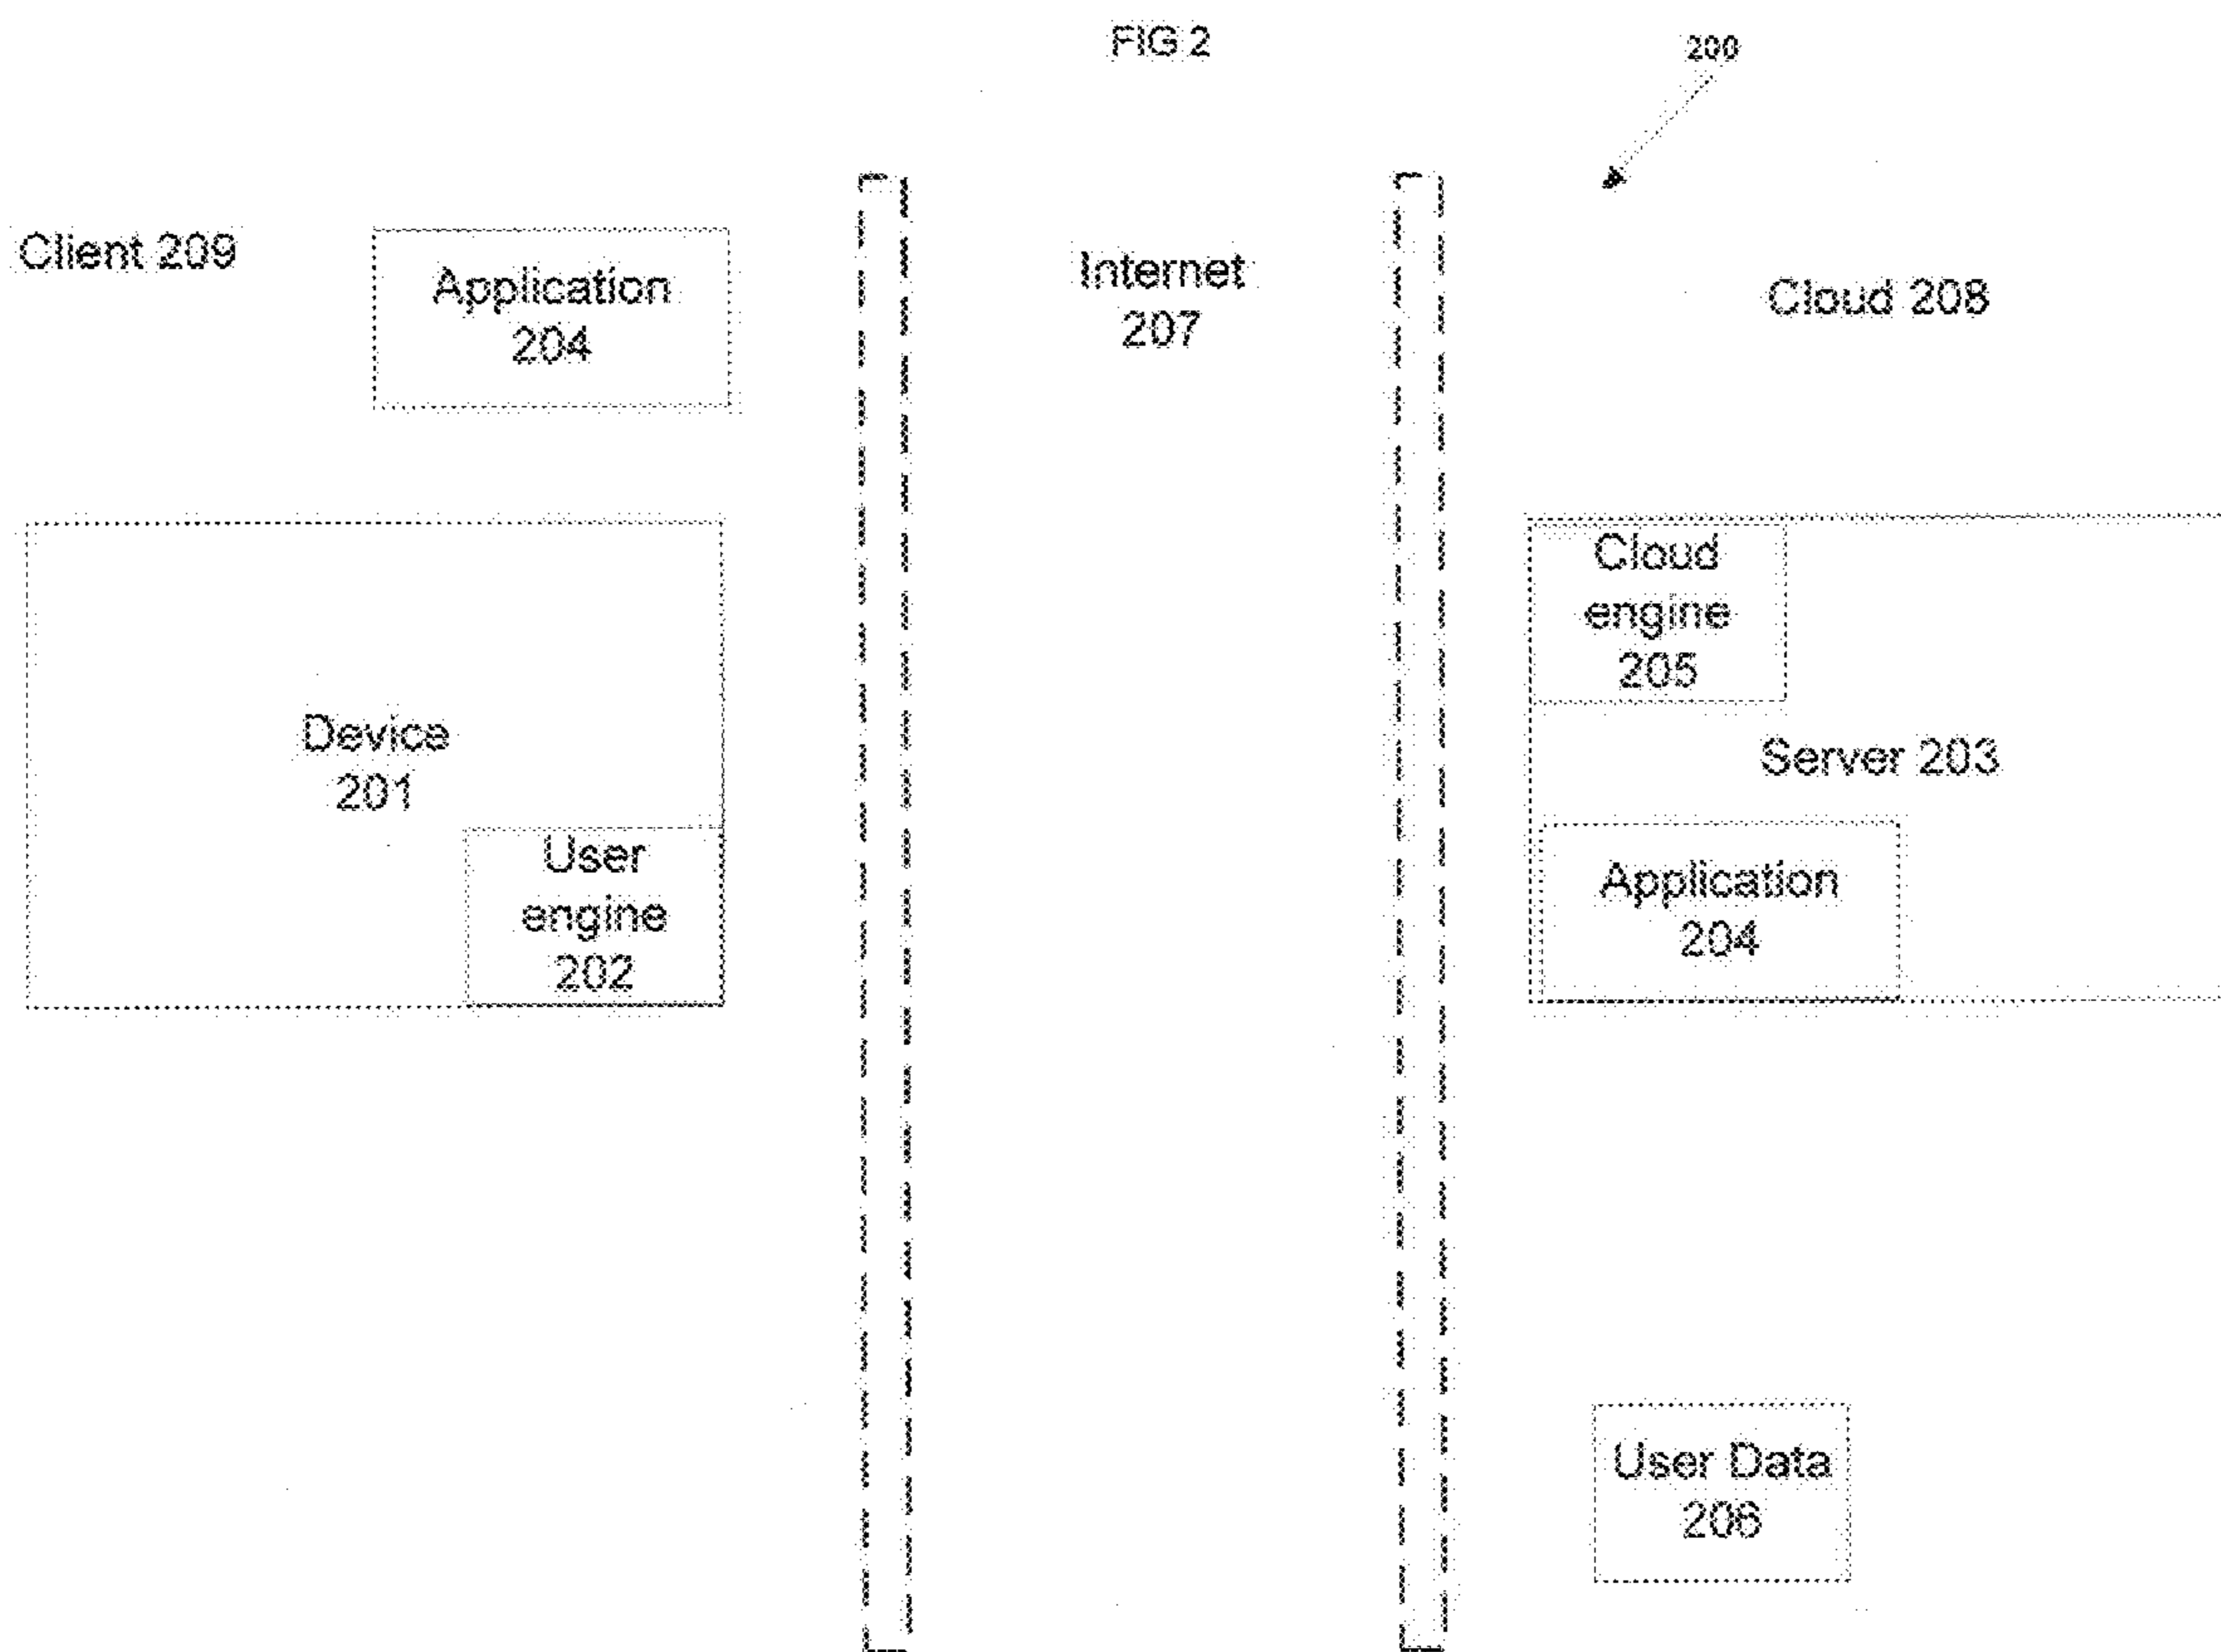 FIG 2
200
Client 209
Application
204
Internet
207
Cloud 208
Device
201
User
engine
202
Cloud
engine
205
Server 203
Application
204
User Data
206